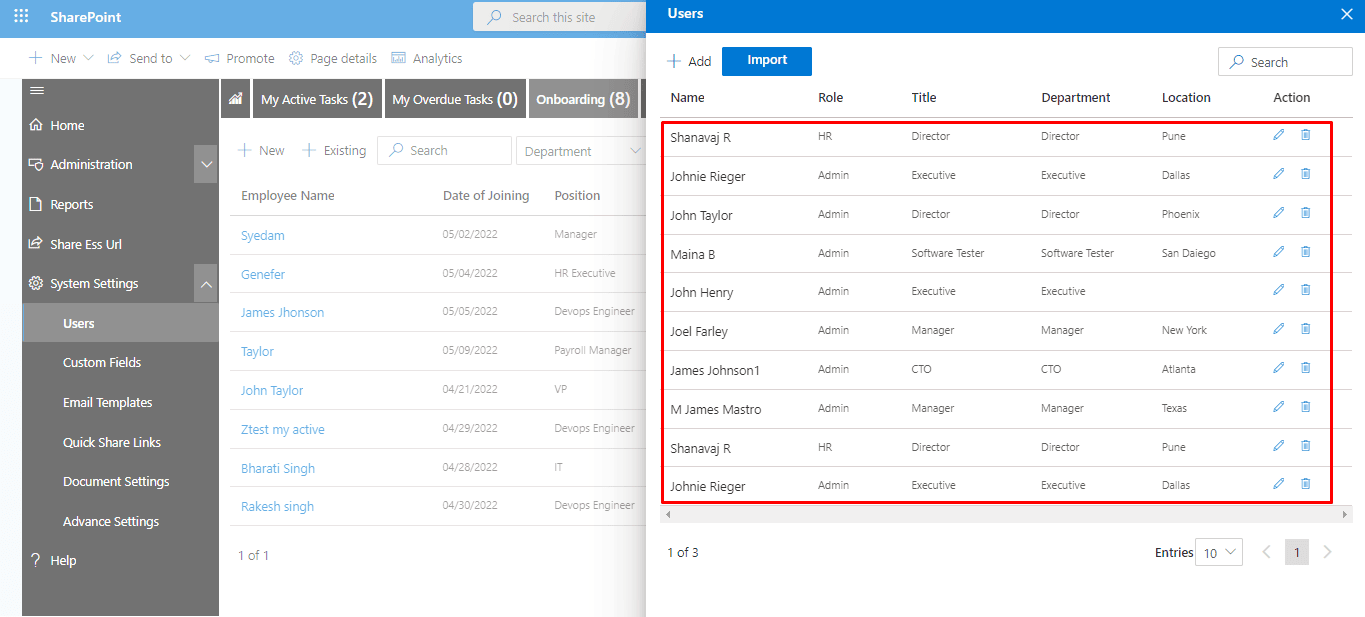 SharePoint
Search this site
New
Send to
Promote
Page details
Analytics
Home
Administration
Reports
Share Ess Url
System Settings
Users
Custom Fields
Email Templates
Quick Share Links
Document Settings
Advance Settings
? Help
My Active Tasks (2)
My Overdue Tasks (0)
Onboarding (8)
New
Existing
Search
Department
Employee Name Date of Joining Position
Syedam 05/02/2022 Manager
Genefer 05/04/2022 HR Executive
James Jhonson 05/05/2022 Devops Engineer
Taylor 05/09/2022 Payroll Manager
John Taylor 04/21/2022 VP
Ztest my active 04/29/2022 Devops Engineer
Bharati Singh 04/28/2022 IT
Rakesh singh 04/30/2022 Devops Engineer
1 of 1
Users
Add
Import
Search
Name Role Title Department Location Action
Shanavaj R HR Director Director Pune
Johnie Rieger Admin Executive Executive Dallas
John Taylor Admin Director Director Phoenix
Maina B Admin Software Tester Software Tester San Daiego
John Henry Admin Executive Executive
Joel Farley Admin Manager Manager New York
James Johnson1 Admin CTO CTO Atlanta
M James Mastro Admin Manager Manager Texas
Shanavaj R HR Director Director Pune
Johnie Rieger Admin Executive Executive Dallas
1 of 3
Entries 10
1